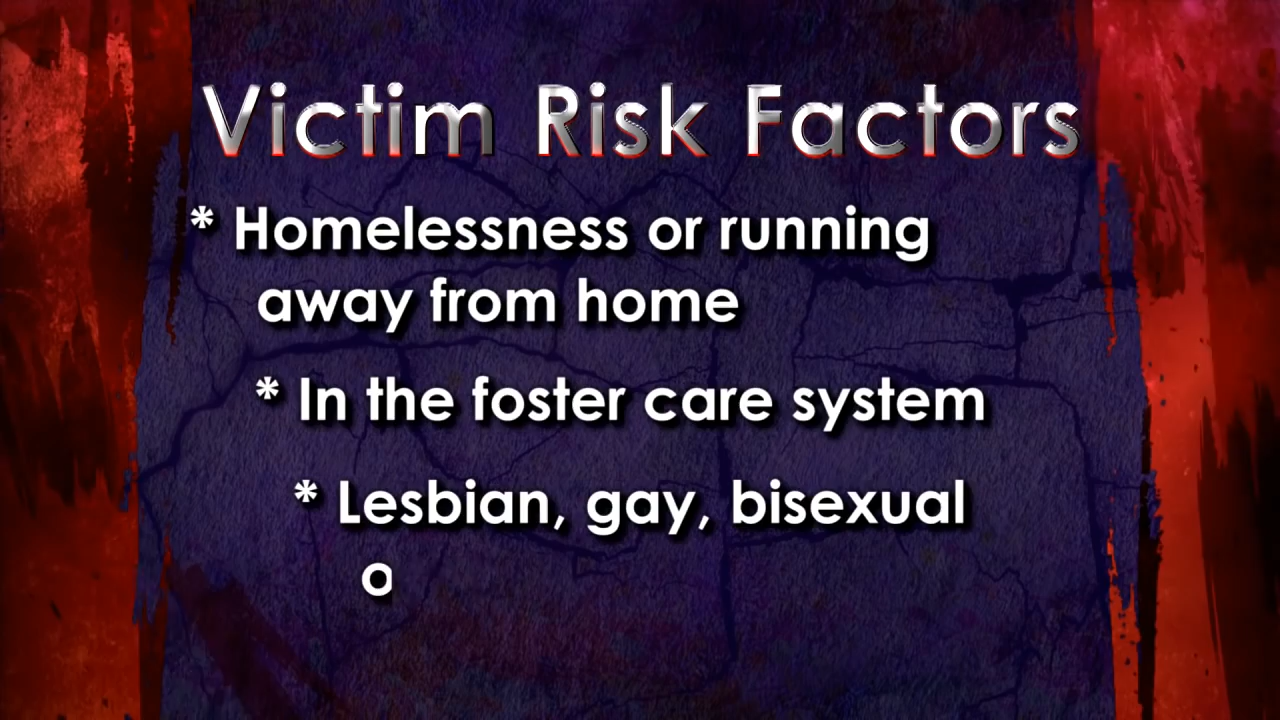 Victim Risk Factors
* Homelessness or running
away from home
* In the foster care system
* Lesbian, gay, bisexual
o